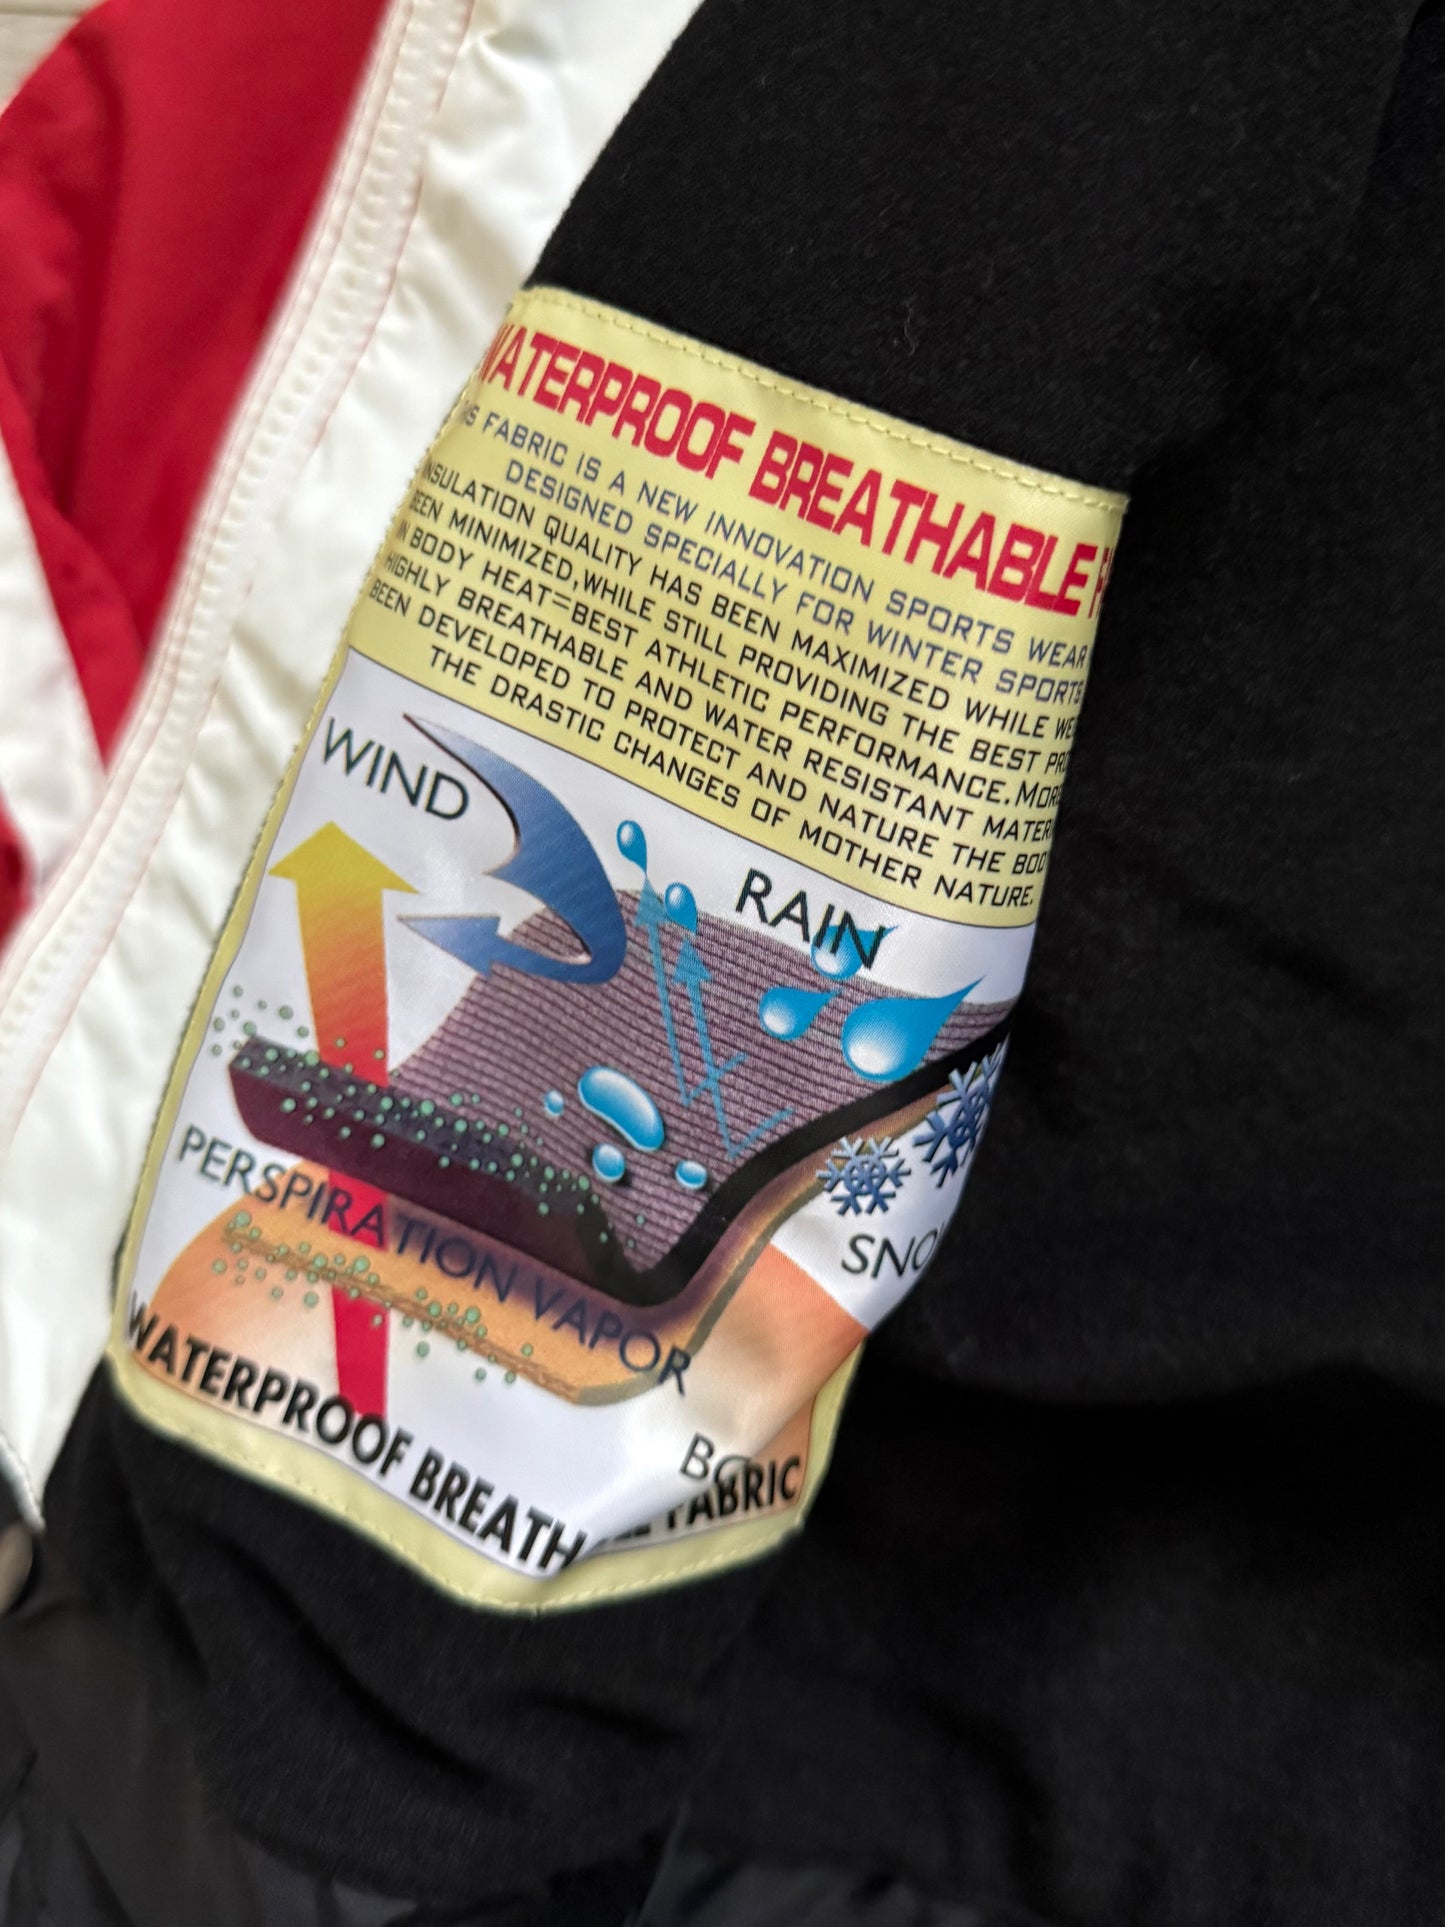 WATERPROOF BREATHABLE
FABRIC IS A NEW INNOVATION SPORTS WEAR
DESIGNED SPECIALLY FOR WINTER SPORTS
INSULATION QUALITY HAS BEEN MAXIMIZED WHILE
BEEN MINIMIZED, WHILE STILL PROVIDING THE BEST
IN BODY HEAT=BEST ATHLETIC PERFORMANCE.
HIGHLY BREATHABLE AND WATER RESISTANT
BEEN DEVELOPED TO PROTECT AND NATURE THE
THE DRASTIC CHANGES OF MOTHER NATURE.
WIND
RAIN
PERSPIRATION VAPOR
SNO
WATERPROOF BREATH FABRIC